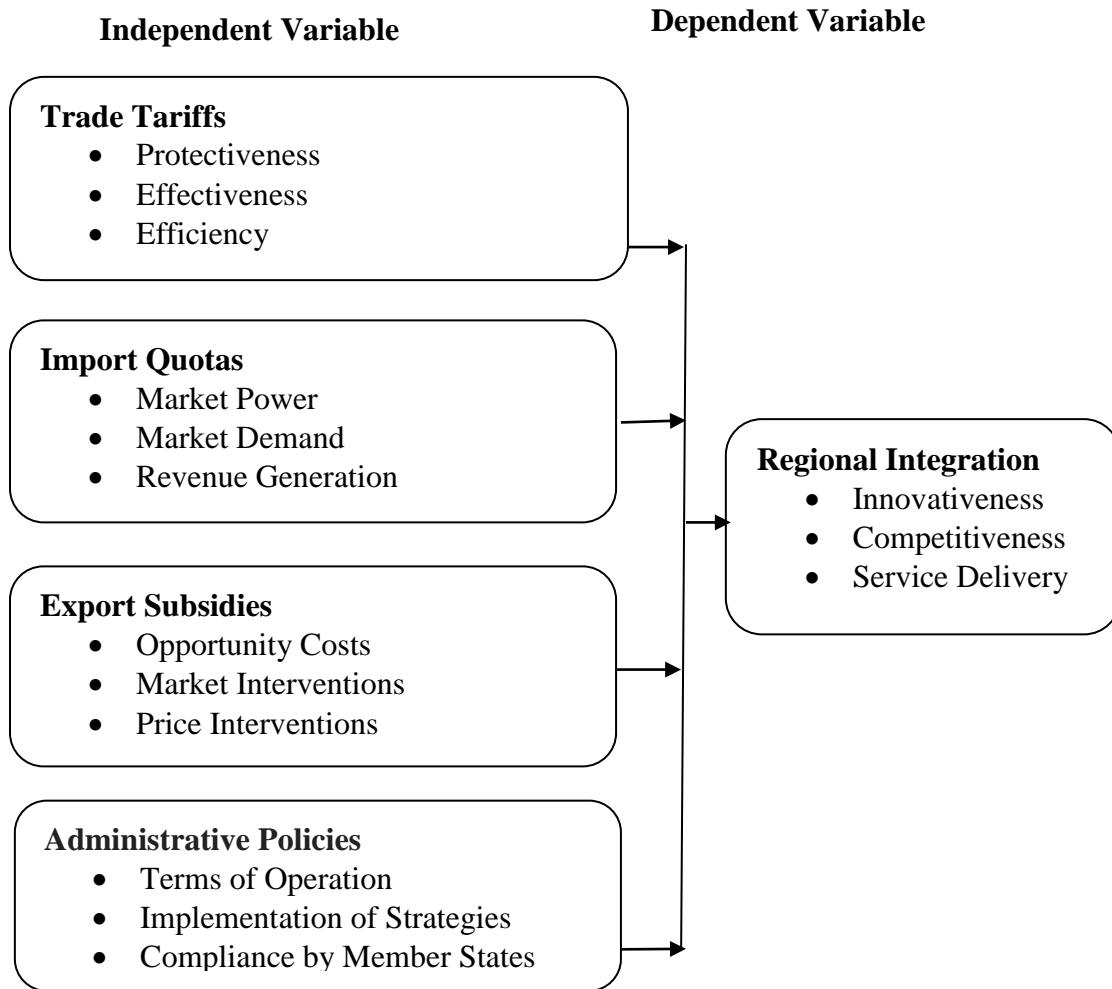 Independent Variable
Dependent Variable
Trade Tariffs
• Protectiveness
• Effectiveness
• Efficiency
Import Quotas
• Market Power
• Market Demand
• Revenue Generation
Export Subsidies
• Opportunity Costs
• Market Interventions
• Price Interventions
Administrative Policies
• Terms of Operation
• Implementation of Strategies
• Compliance by Member States
Regional Integration
• Innovativeness
• Competitiveness
• Service Delivery